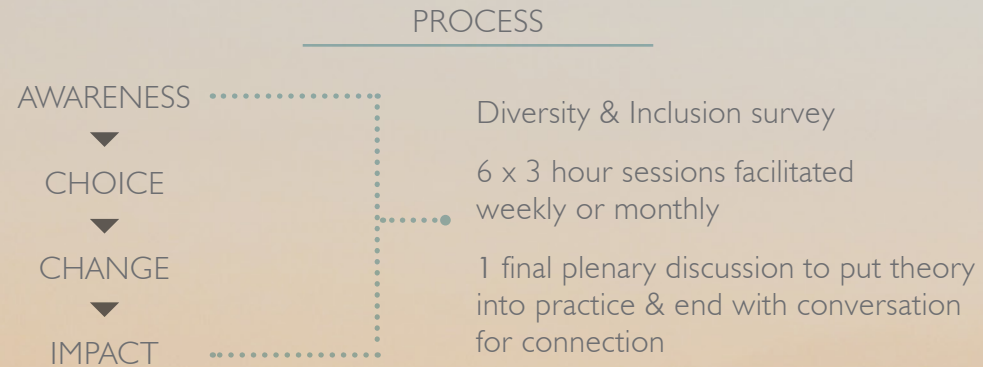 PROCESS
AWARENESS
CHOICE
CHANGE
IMPACT
Diversity & Inclusion survey
6 x 3 hour sessions facilitated
weekly or monthly
1 final plenary discussion to put theory
into practice & end with conversation
for connection